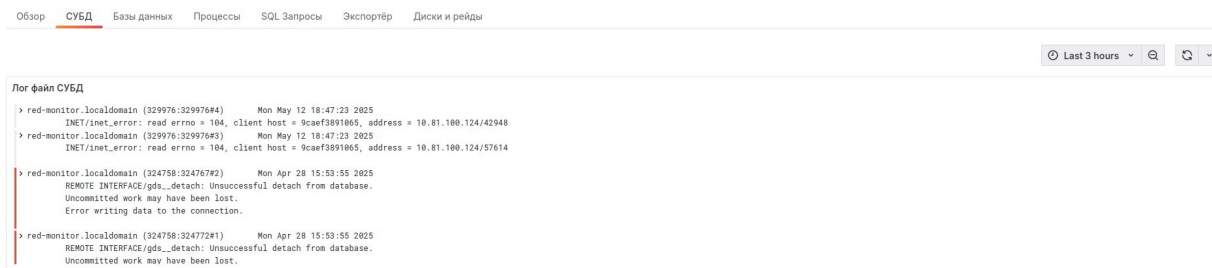 Обзор СУБД Базы данных Процессы SQL Запросы Экспортёр Диски и рейды
Last 3 hours
Лог файл СУБД
> red-monitor.localdomain (329976:329976#4) Mon May 12 18:47:23 2025
INET/inet_error: read errno = 104, client host = 9caef3891065, address = 10.81.100.124/42948
> red-monitor.localdomain (329976:329976#3) Mon May 12 18:47:23 2025
INET/inet_error: read errno = 104, client host = 9caef3891065, address = 10.81.100.124/57614
> red-monitor.localdomain (324758:324767#2) Mon Apr 28 15:53:55 2025
REMOTE INTERFACE/gds__detach: Unsuccessful detach from database.
Uncommitted work may have been lost.
Error writing data to the connection.
> red-monitor.localdomain (324758:324772#1) Mon Apr 28 15:53:55 2025
REMOTE INTERFACE/gds__detach: Unsuccessful detach from database.
Uncommitted work may have been lost.